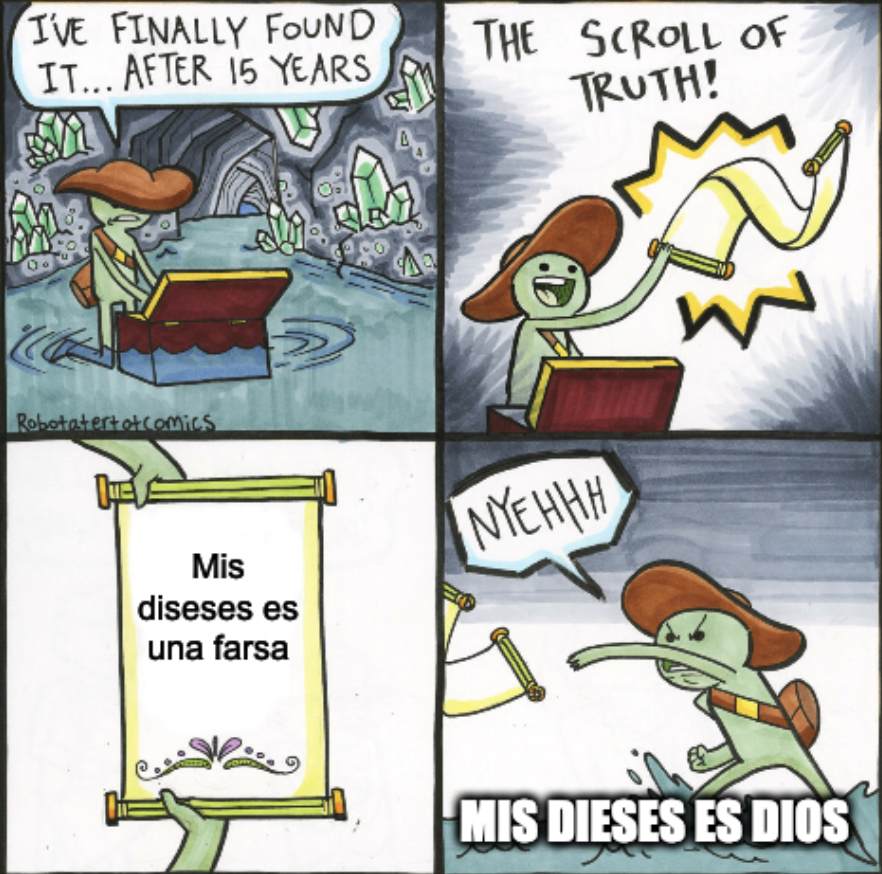 I'VE FINALLY FOUND
IT... AFTER 15 YEARS
THE SCROLL OF
TRUTH!
Robotatertotcomics
Mis
diseses es
una farsa
NYEHHH
MIS DIESES ES DIOS